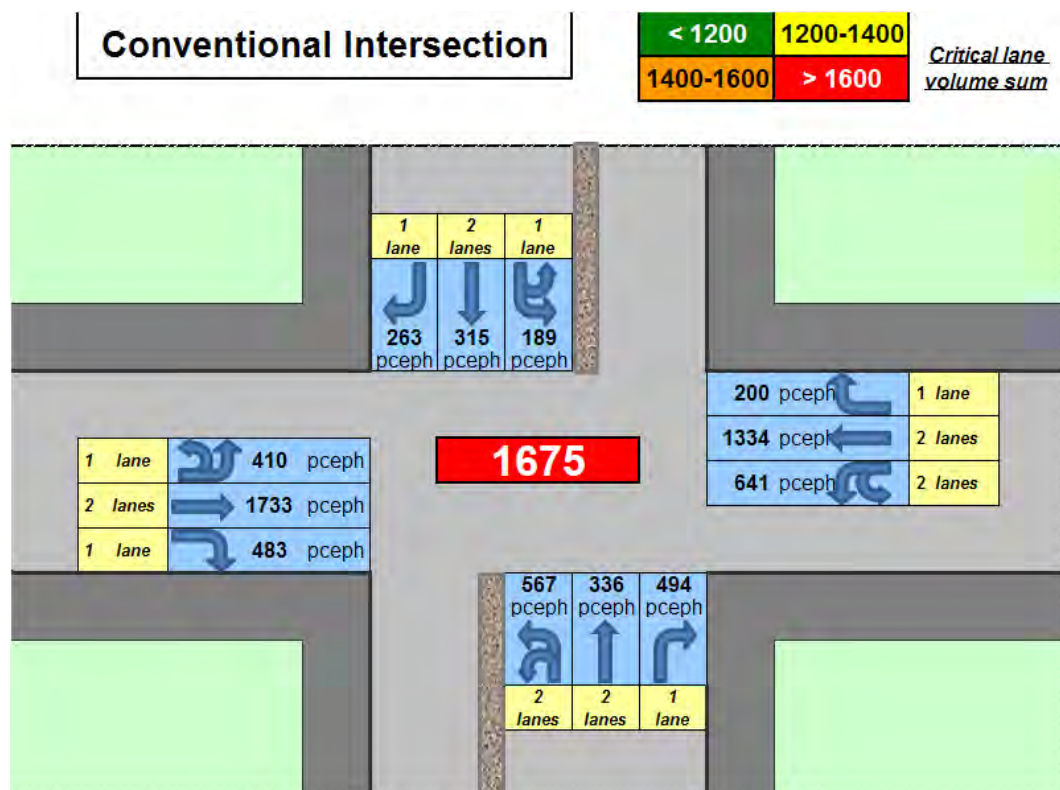 Conventional Intersection
< 1200 1200-1400
1400-1600 > 1600
Critical lane
volume sum
1
lane
2
lanes
1
lane
263
pceph
315
pceph
189
pceph
200 pceph 1 lane
1334 pceph 2 lanes
641 pceph 2 lanes
1675
1 lane 410 pceph
2 lanes 1733 pceph
1 lane 483 pceph
567
pceph
336
pceph
494
pceph
2
lanes
2
lanes
1
lane